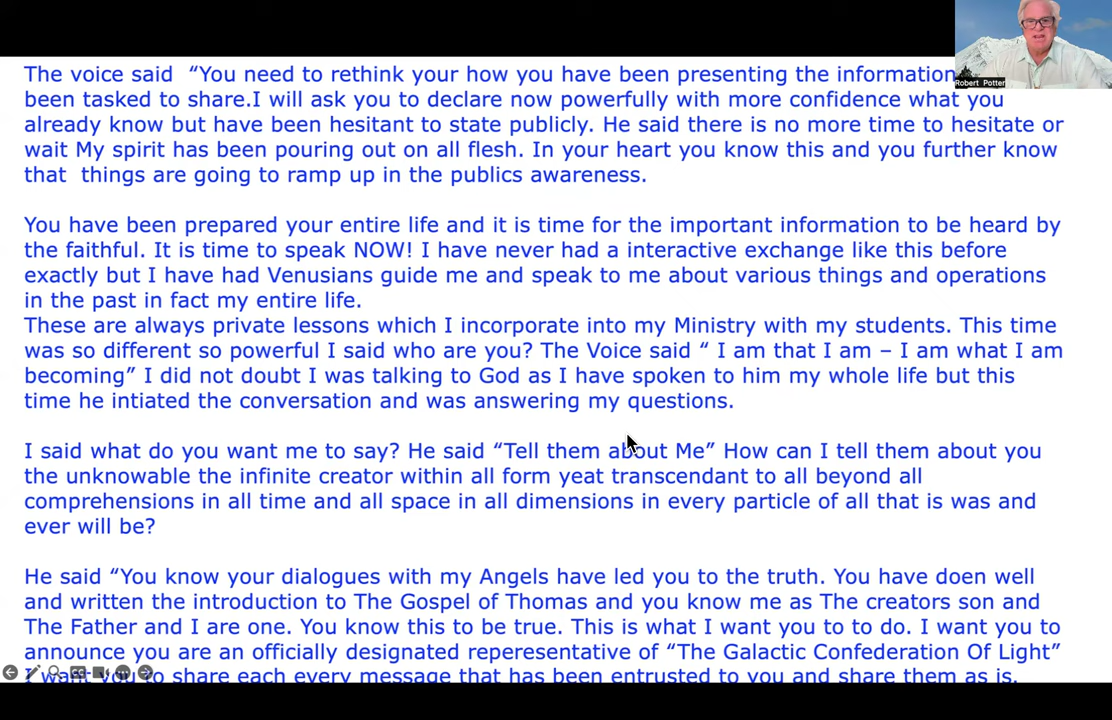 The voice said “You need to rethink your how you have been presenting the information
been tasked to share.I will ask you to declare now powerfully with more confidence what you
already know but have been hesitant to state publicly. He said there is no more time to hesitate or
wait My spirit has been pouring out on all flesh. In your heart you know this and you further know
that things are going to ramp up in the publics awareness.
You have been prepared your entire life and it is time for the important information to be heard by
the faithful. It is time to speak NOW! I have never had a interactive exchange like this before
exactly but I have had Venusians guide me and speak to me about various things and operations
in the past in fact my entire life.
These are always private lessons which I incorporate into my Ministry with my students. This time
was so different so powerful I said who are you? The Voice said “ I am that I am – I am what I am
becoming” I did not doubt I was talking to God as I have spoken to him my whole life but this
time he intiated the conversation and was answering my questions.
I said what do you want me to say? He said “Tell them about Me” How can I tell them about you
the unknowable the infinite creator within all form yeat transcendant to all beyond all
comprehensions in all time and all space in all dimensions in every particle of all that is was and
ever will be?
He said “You know your dialogues with my Angels have led you to the truth. You have doen well
and written the introduction to The Gospel of Thomas and you know me as The creators son and
The Father and I are one. You know this to be true. This is what I want you to to do. I want you to
announce you are an officially designated reperesentative of “The Galactic Confederation Of Light”
I want you to share each every message that has been entrusted to you and share them as is.
Robert Potter